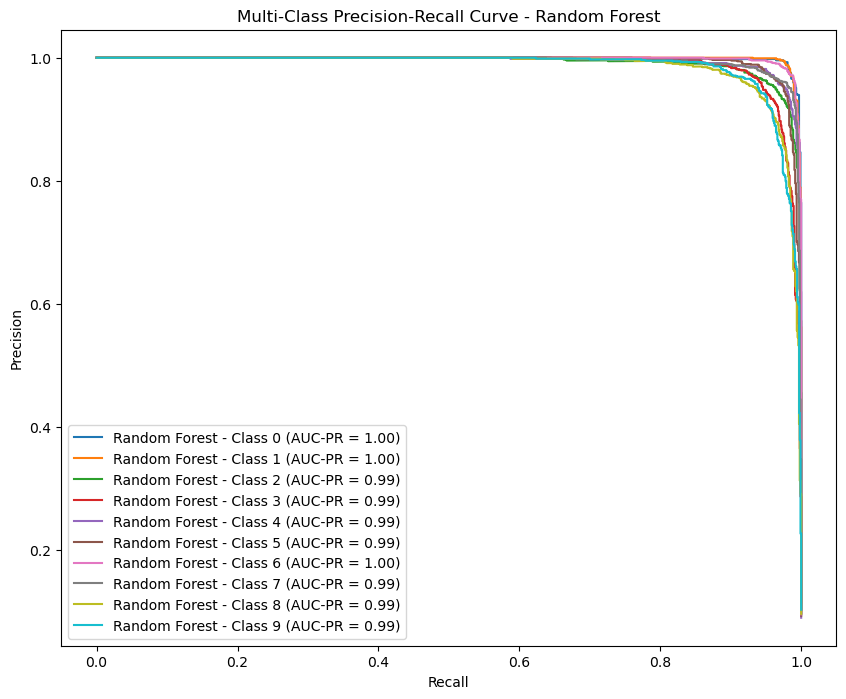 Multi-Class Precision-Recall Curve - Random Forest
1.0
0.8
0.6
0.4
0.2
Precision
Random Forest - Class 0 (AUC-PR = 1.00)
Random Forest - Class 1 (AUC-PR = 1.00)
Random Forest - Class 2 (AUC-PR = 0.99)
Random Forest - Class 3 (AUC-PR = 0.99)
Random Forest - Class 4 (AUC-PR = 0.99)
Random Forest - Class 5 (AUC-PR = 0.99)
Random Forest - Class 6 (AUC-PR = 1.00)
Random Forest - Class 7 (AUC-PR = 0.99)
Random Forest - Class 8 (AUC-PR = 0.99)
Random Forest - Class 9 (AUC-PR = 0.99)
0.0 0.2 0.4 0.6 0.8 1.0
Recall